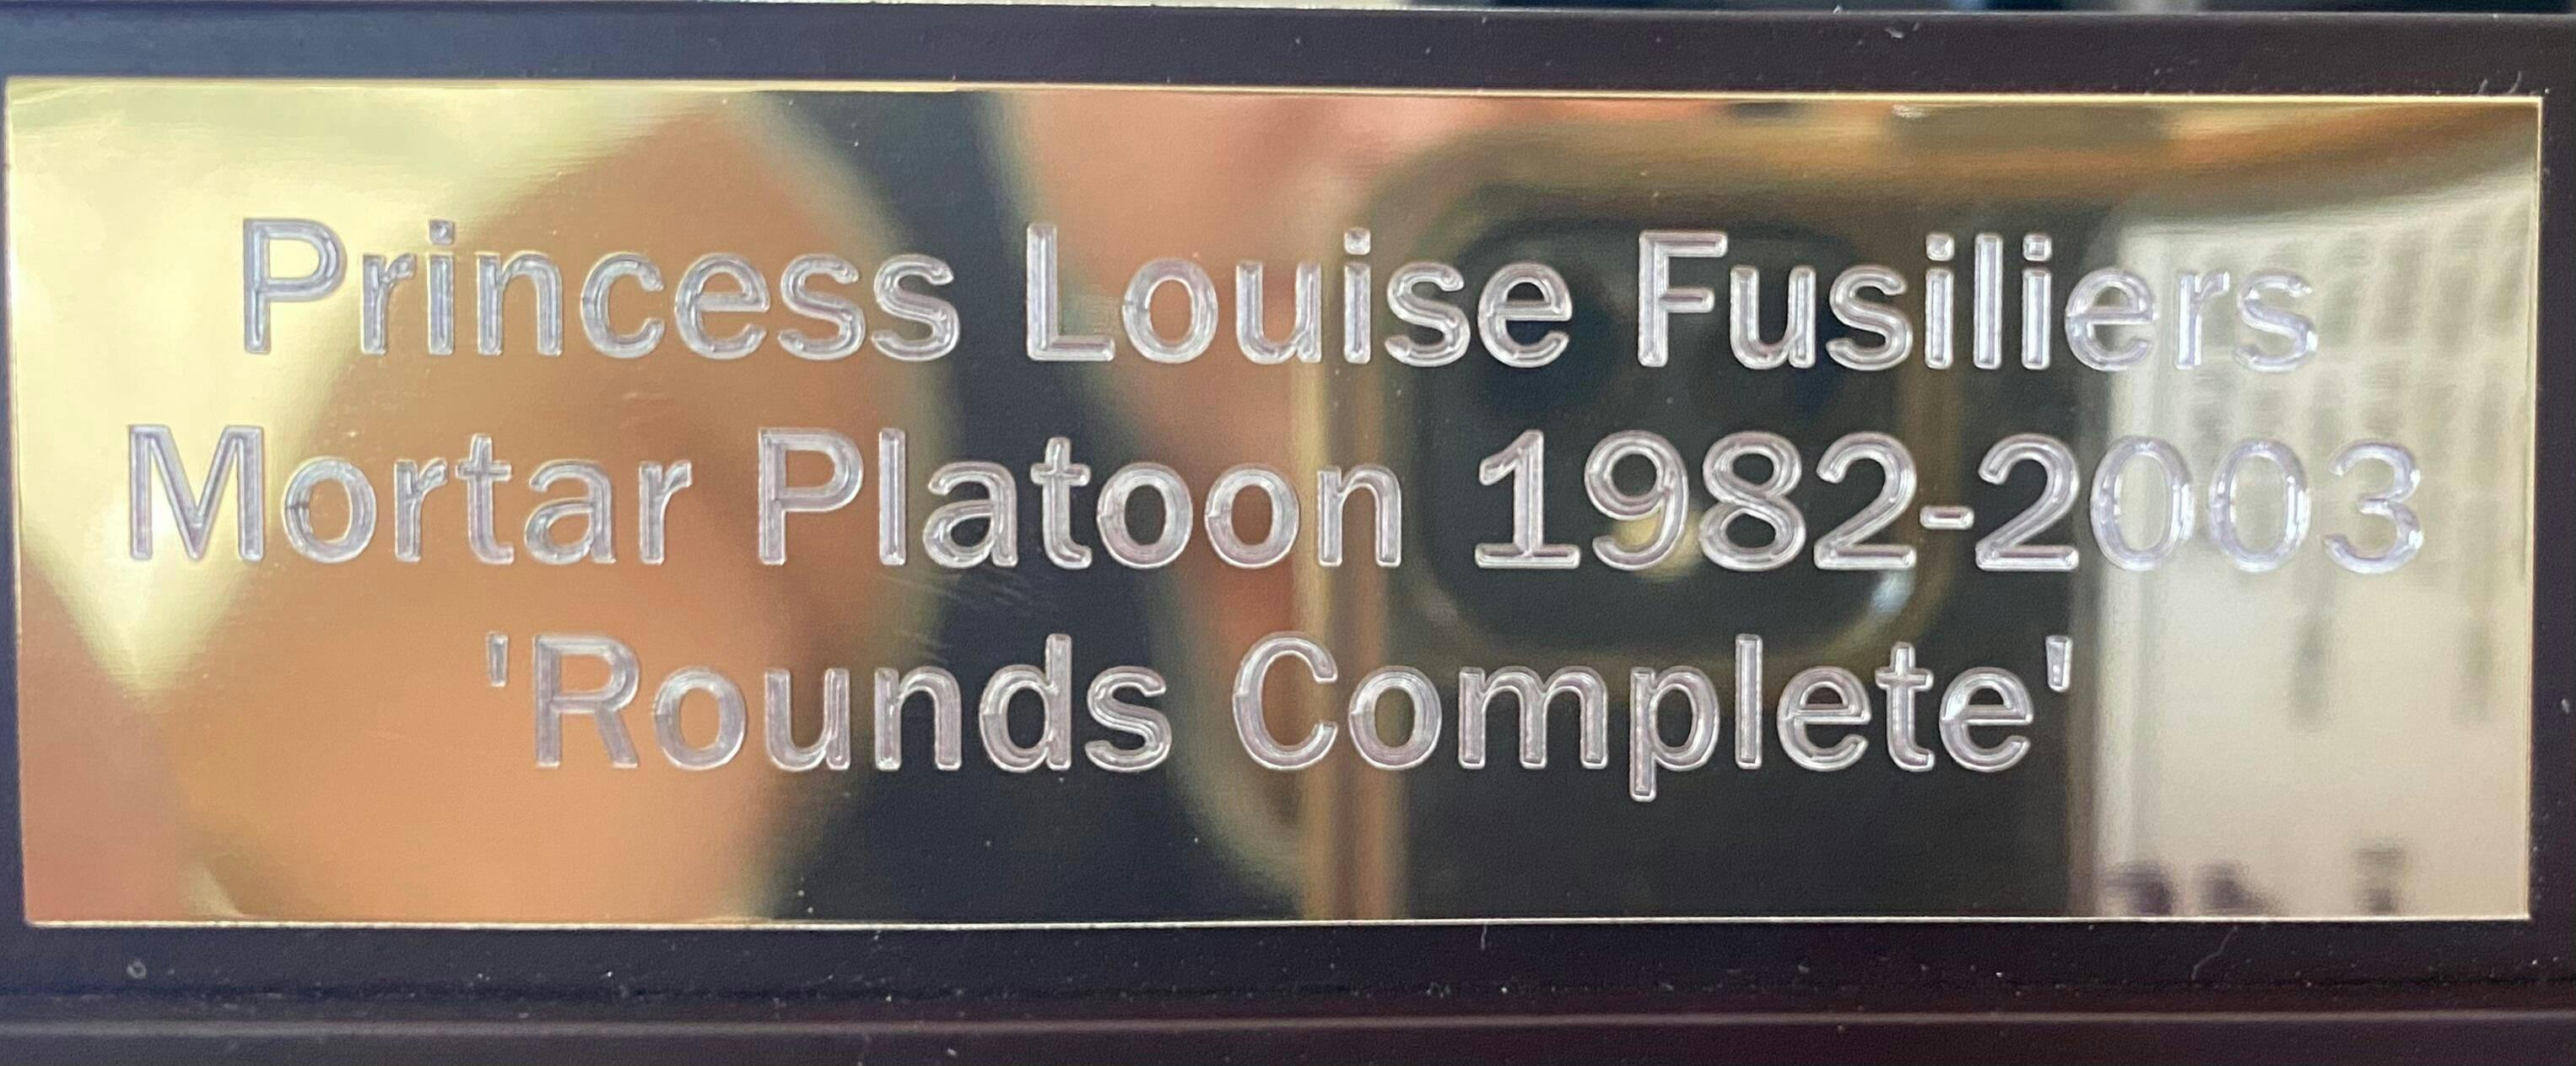 Princess Louise Fusiliers
Mortar Platoon 1982-2003
'Rounds Complete'